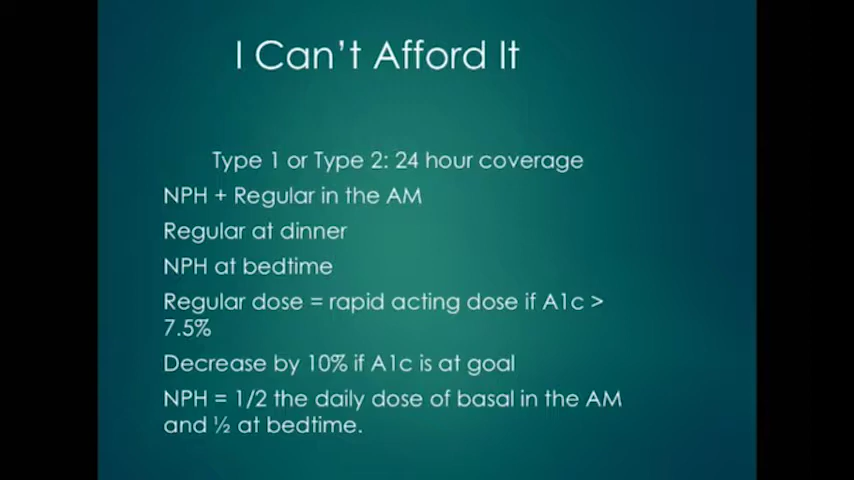 I Can’t Afford It
Type 1 or Type 2: 24 hour coverage
NPH + Regular in the AM
Regular at dinner
NPH at bedtime
Regular dose = rapid acting dose if A1c >
7.5%
Decrease by 10% if A1c is at goal
NPH = 1/2 the daily dose of basal in the AM
and ½ at bedtime.